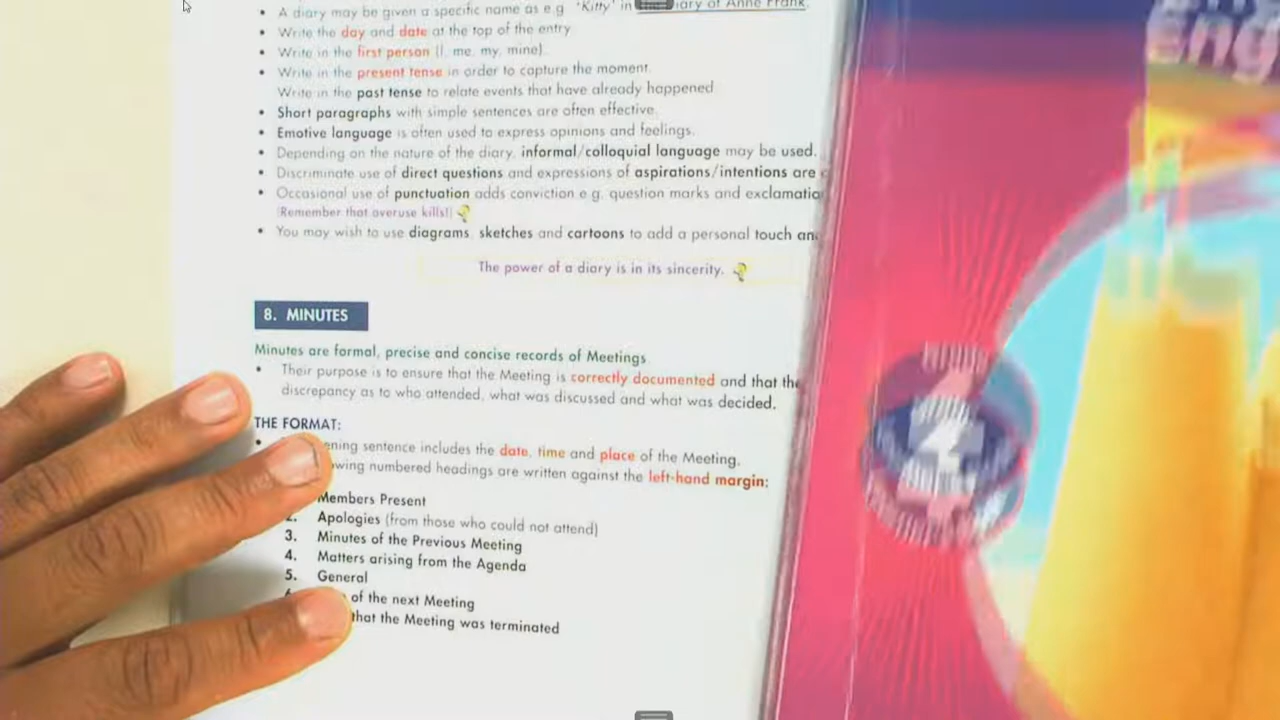 • A diary may be given a specific name as e.g 'Kitty' in iary of Anne Frank.
• Write the day and date at the top of the entry
• Write in the first person (I, me, my, mine).
• Write in the present tense in order to capture the moment.
Write in the past tense to relate events that have already happened
• Short paragraphs with simple sentences are often effective.
• Emotive language is often used to express opinions and feelings.
• Depending on the nature of the diary, informal/colloquial language may be used.
• Discriminate use of direct questions and expressions of aspirations/intentions are
• Occasional use of punctuation adds conviction e.g. question marks and exclamatio
(Remember that overuse kills!)
• You may wish to use diagrams, sketches and cartoons to add a personal touch an
The power of a diary is in its sincerity.
8. MINUTES
Minutes are formal, precise and concise records of Meetings.
• Their purpose is to ensure that the Meeting is correctly documented and that the
discrepancy as to who attended, what was discussed and what was decided.
THE FORMAT:
• ening sentence includes the date, time and place of the Meeting.
owing numbered headings are written against the left-hand margin:
Members Present
2. Apologies (from those who could not attend)
3. Minutes of the Previous Meeting
4. Matters arising from the Agenda
5. General
of the next Meeting
that the Meeting was terminated
Eng